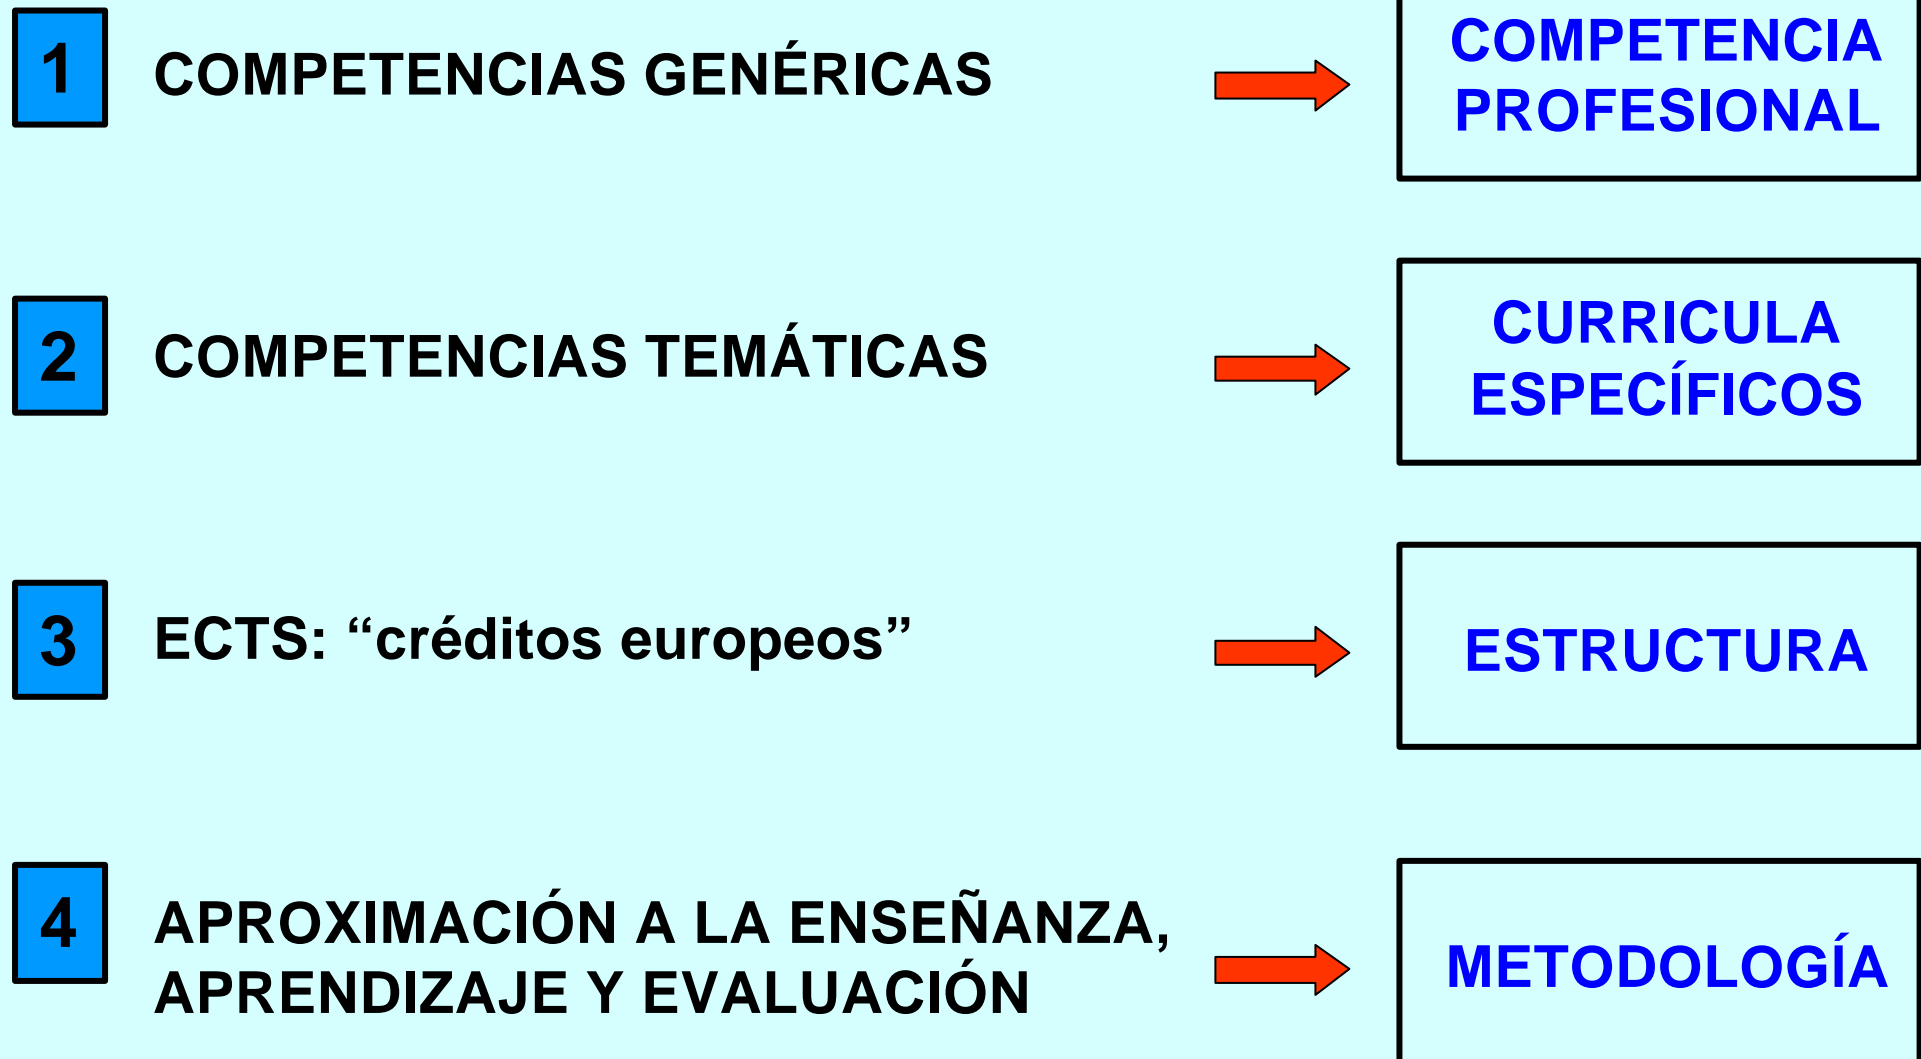 1
COMPETENCIAS GENÉRICAS
COMPETENCIA
PROFESIONAL
2
COMPETENCIAS TEMÁTICAS
CURRICULA
ESPECÍFICOS
3
ECTS: “créditos europeos”
ESTRUCTURA
4
APROXIMACIÓN A LA ENSEÑANZA,
APRENDIZAJE Y EVALUACIÓN
METODOLOGÍA